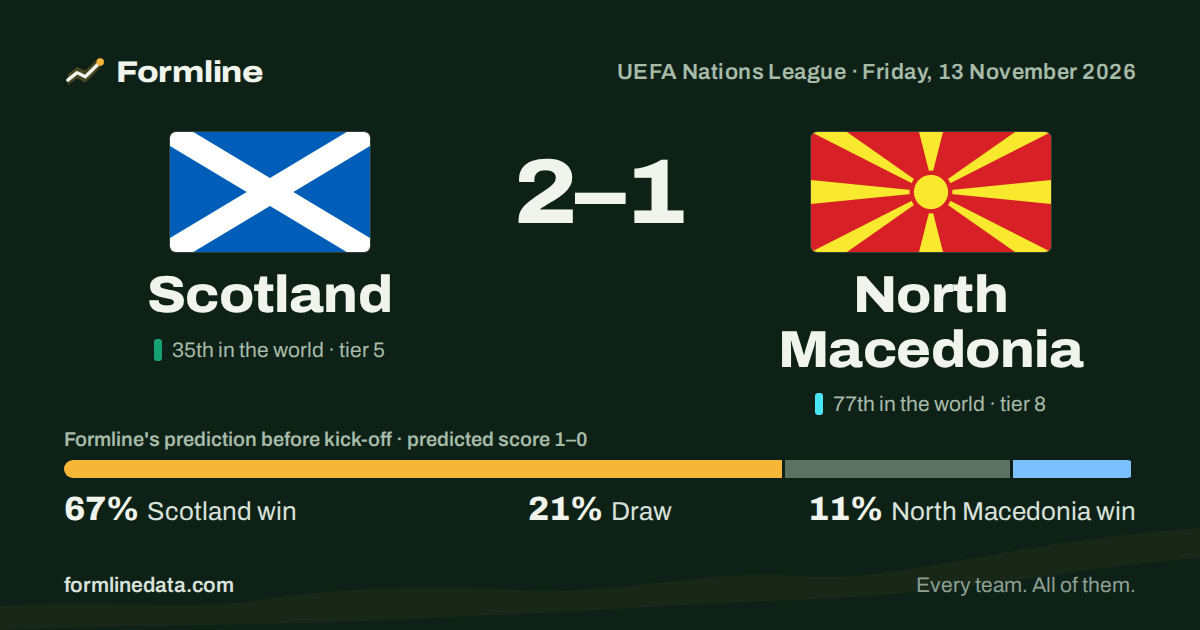 Formline
UEFA Nations League · Friday, 13 November 2026
2–1
Scotland
35th in the world · tier 5
North
Macedonia
77th in the world · tier 8
Formline's prediction before kick-off · predicted score 1–0
67% Scotland win
21% Draw
11% North Macedonia win
formlinedata.com
Every team. All of them.